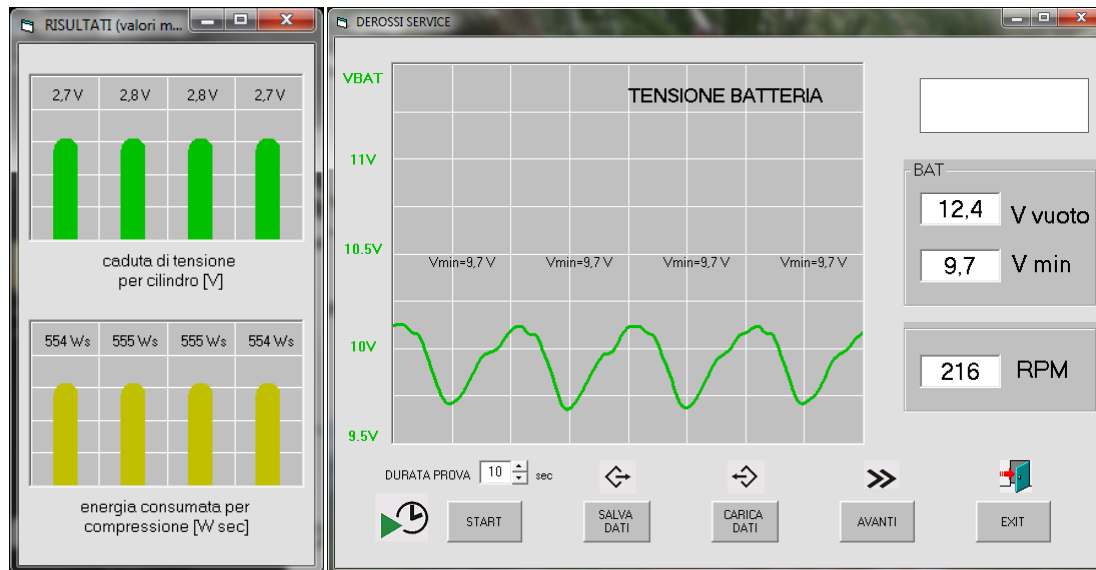 RISULTATI (valori m...
2,7 V 2,8 V 2,8 V 2,7 V
caduta di tensione
per cilindro [V]
554 Ws 555 Ws 555 Ws 554 Ws
energia consumata per
compressione [W sec]
DEROSSI SERVICE
VBAT
TENSIONE BATTERIA
11V
10.5V
Vmin=9,7 V Vmin=9,7 V Vmin=9,7 V Vmin=9,7 V
10V
9.5V
BAT
12,4 V vuoto
9,7 V min
216 RPM
DURATA PROVA 10 sec
START
SALVA
DATI
CARICA
DATI
AVANTI
EXIT